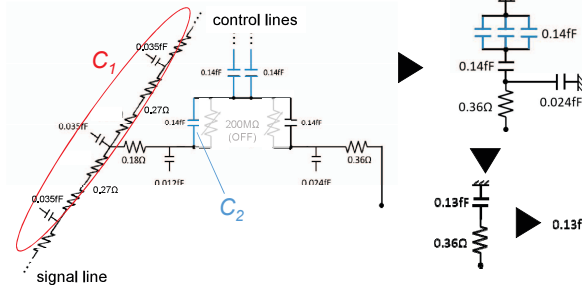 control lines
0.035fF
C1
0.14fF 0.14fF
0.27Ω
0.035fF
0.14fF
200MΩ
(OFF)
0.14fF
0.18Ω
0.36Ω
0.27Ω
0.012fF
0.024fF
0.035fF
C2
signal line
0.14fF
0.14fF
0.024fF
0.36Ω
0.13fF
0.36Ω
0.13f